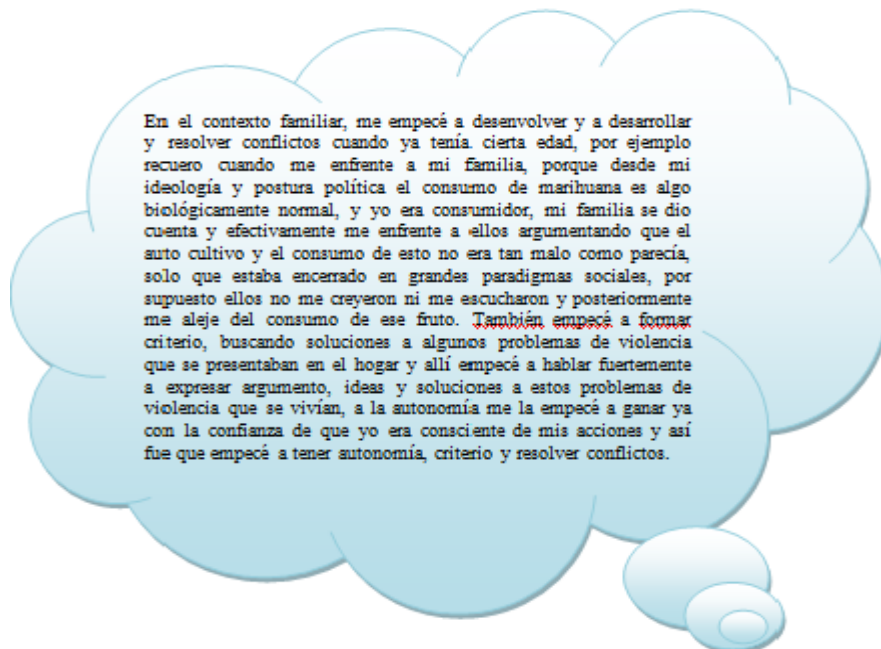 En el contexto familiar, me empecé a desenvolver y a desarrollar
y resolver conflictos cuando ya tenía. cierta edad, por ejemplo
recuero cuando me enfrente a mi familia, porque desde mi
ideología y postura política el consumo de marihuana es algo
biológicamente normal, y yo era consumidor, mi familia se dio
cuenta y efectivamente me enfrente a ellos argumentando que el
auto cultivo y el consumo de esto no era tan malo como parecía,
solo que estaba encerrado en grandes paradigmas sociales, por
supuesto ellos no me creyeron ni me escucharon y posteriormente
me aleje del consumo de ese fruto. También empecé a formar
criterio, buscando soluciones a algunos problemas de violencia
que se presentaban en el hogar y allí empecé a hablar fuertemente
a expresar argumento, ideas y soluciones a estos problemas de
violencia que se vivían, a la autonomía me la empecé a ganar ya
con la confianza de que yo era consciente de mis acciones y así
fue que empecé a tener autonomía, criterio y resolver conflictos.